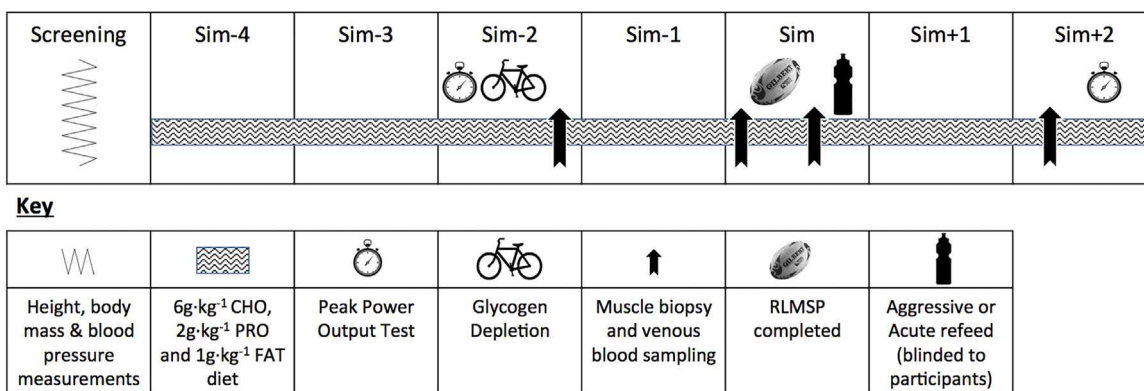 Screening Sim-4 Sim-3 Sim-2 Sim-1 Sim Sim+1 Sim+2
GILBERT
Key
GILBERT
Height, body
mass & blood
pressure
measurements
6g·kg⁻¹ CHO,
2g·kg⁻¹ PRO
and 1g·kg⁻¹ FAT
diet
Peak Power
Output Test
Glycogen
Depletion
Muscle biopsy
and venous
blood sampling
RLMSP
completed
Aggressive or
Acute refeed
(blinded to
participants)